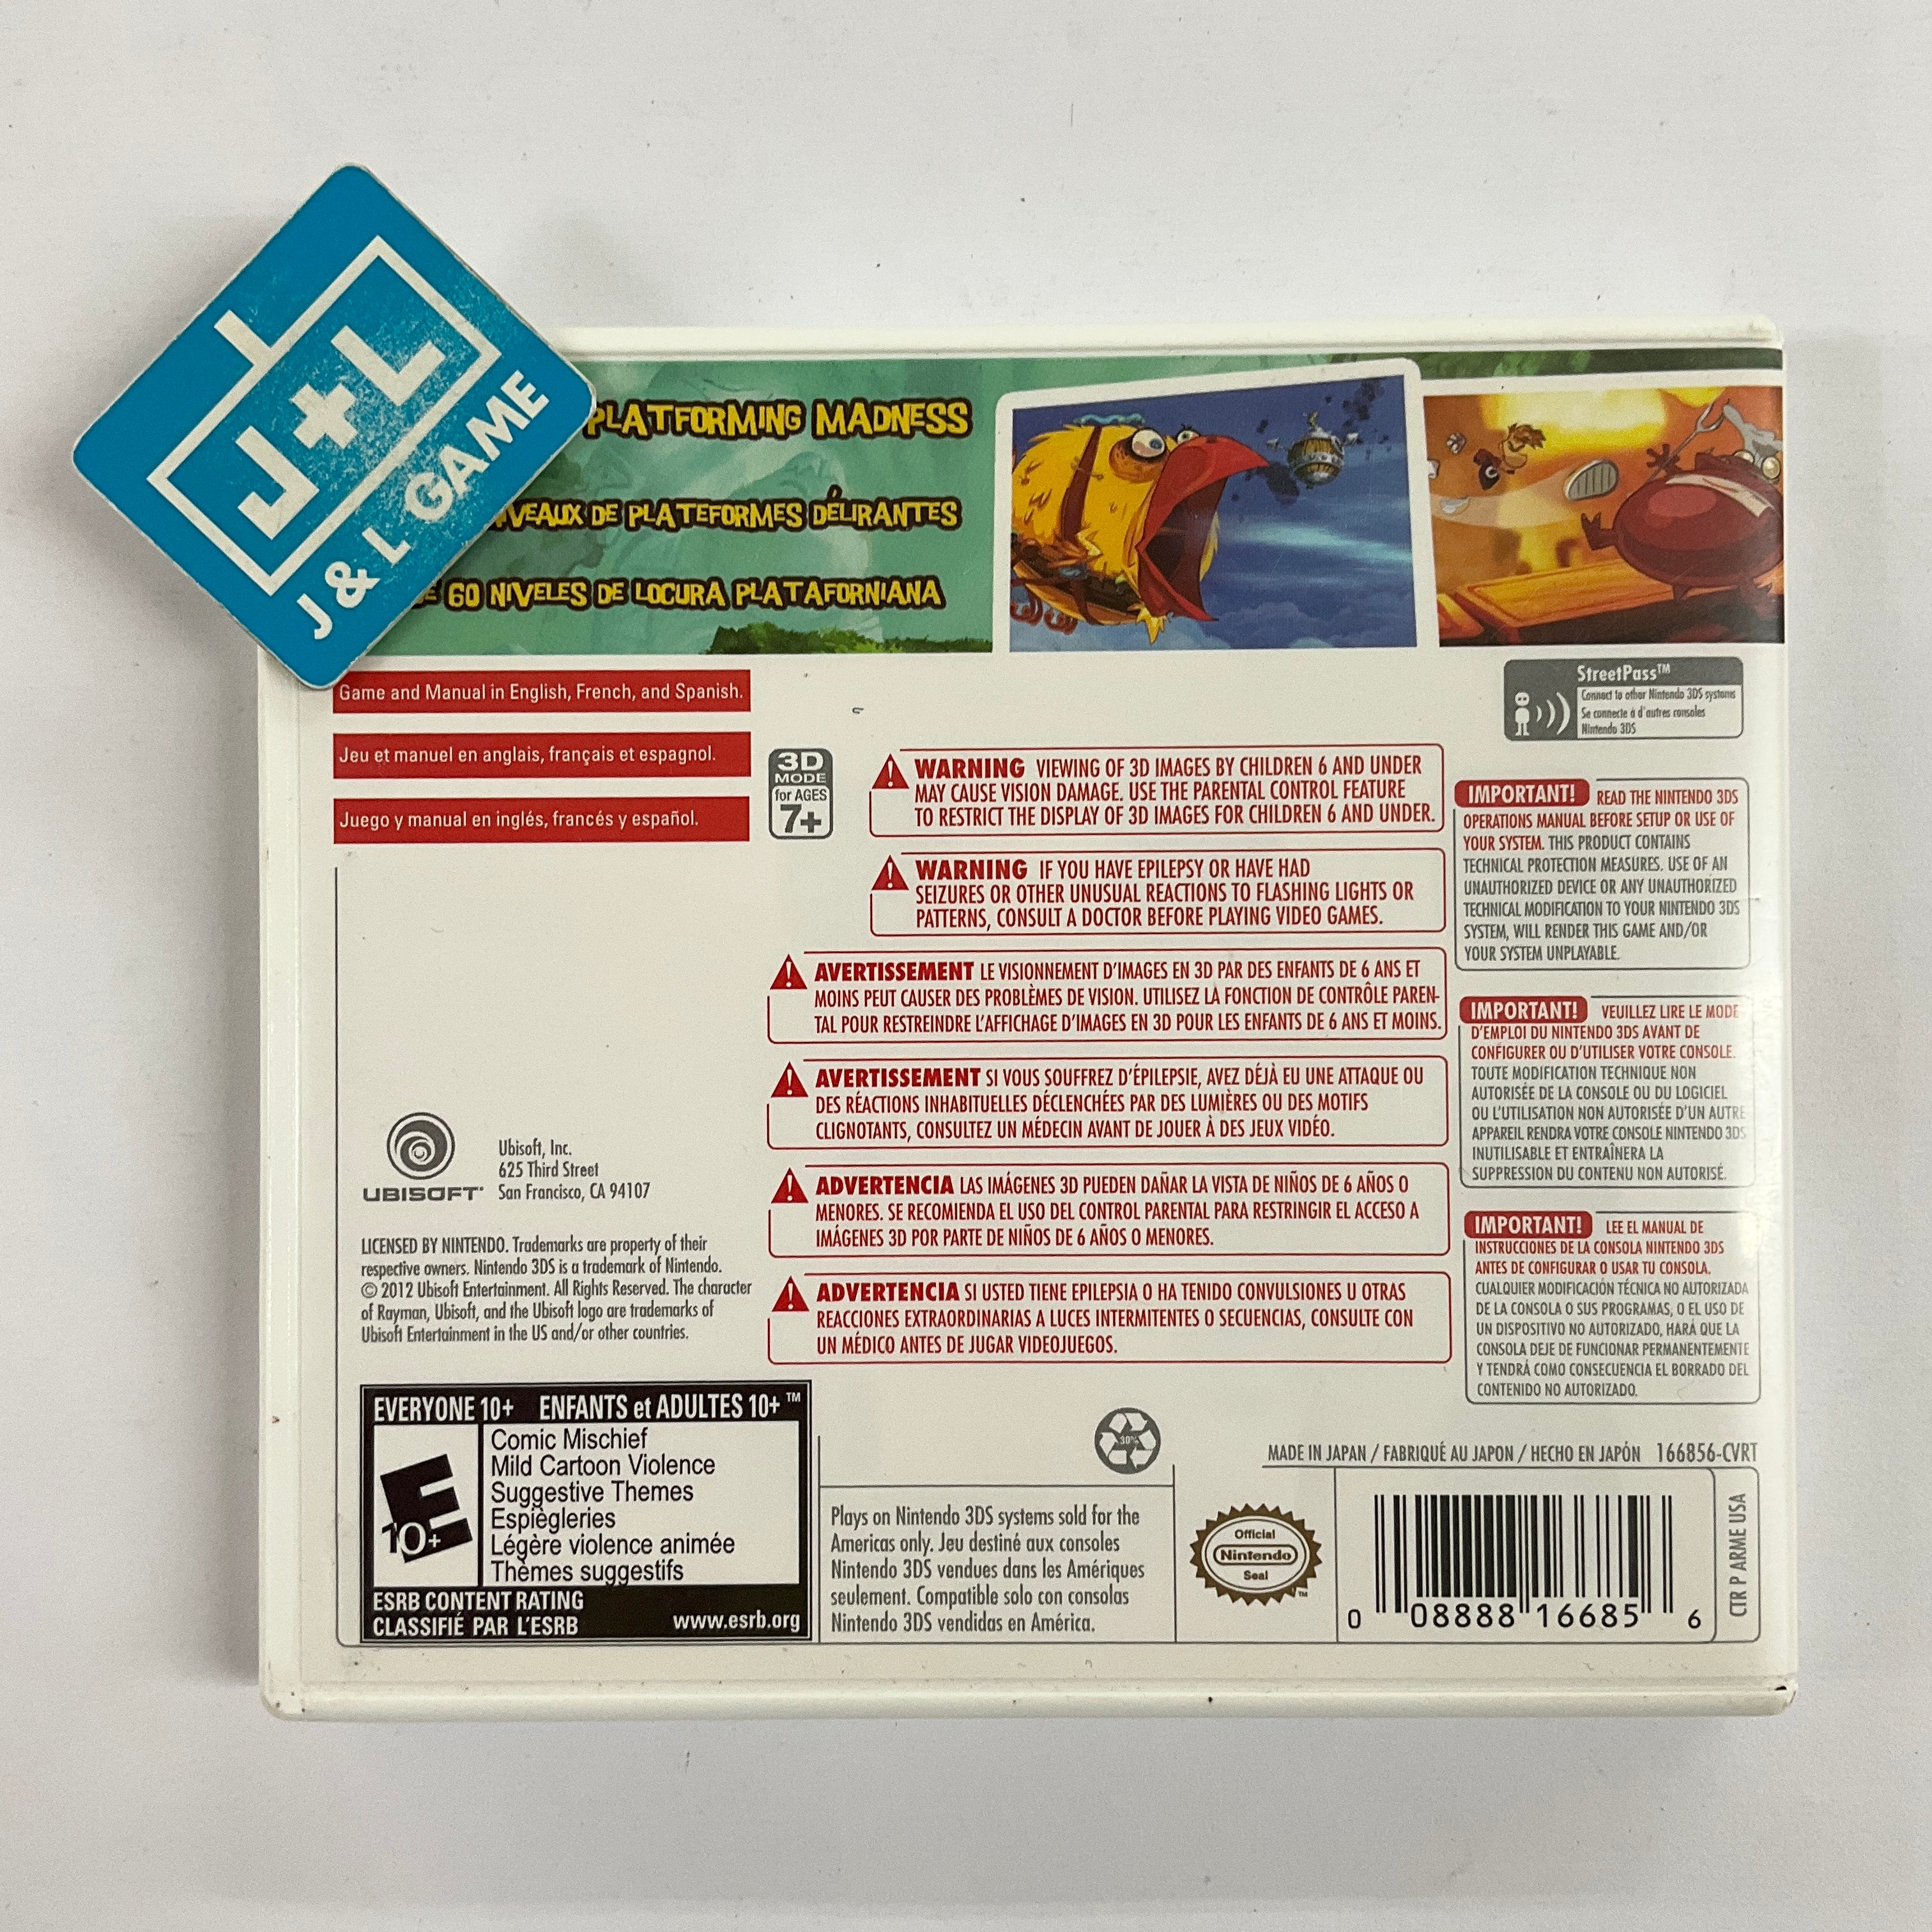 J+L
J & L GAME
PLATFORMING MADNESS
DE PLATEFORMES DÉLIRANTES
60 NIVELES DE LOCURA PLATAFORNIANA
Game and Manual in English, French, and Spanish.
Jeu et manuel en anglais, français et espagnol.
Juego y manual en inglés, francés y español.
StreetPass™
Connect to other Nintendo 3DS systems
Se connecte à d'autres consoles
Nintendo 3DS
3D
MODE
for AGES
7+
WARNING VIEWING OF 3D IMAGES BY CHILDREN 6 AND UNDER
MAY CAUSE VISION DAMAGE. USE THE PARENTAL CONTROL FEATURE
TO RESTRICT THE DISPLAY OF 3D IMAGES FOR CHILDREN 6 AND UNDER.
WARNING IF YOU HAVE EPILEPSY OR HAVE HAD
SEIZURES OR OTHER UNUSUAL REACTIONS TO FLASHING LIGHTS OR
PATTERNS, CONSULT A DOCTOR BEFORE PLAYING VIDEO GAMES.
AVERTISSEMENT LE VISIONNEMENT D'IMAGES EN 3D PAR DES ENFANTS DE 6 ANS ET
MOINS PEUT CAUSER DES PROBLÈMES DE VISION. UTILISEZ LA FONCTION DE CONTRÔLE PAREN-
TAL POUR RESTREINDRE L'AFFICHAGE D'IMAGES EN 3D POUR LES ENFANTS DE 6 ANS ET MOINS.
AVERTISSEMENT SI VOUS SOUFFREZ D'ÉPILEPSIE, AVEZ DÉJÀ EU UNE ATTAQUE OU
DES RÉACTIONS INHABITUELLES DÉCLENCHÉES PAR DES LUMIÈRES OU DES MOTIFS
CLIGNOTANTS, CONSULTEZ UN MÉDECIN AVANT DE JOUER À DES JEUX VIDÉO.
ADVERTENCIA LAS IMÁGENES 3D PUEDEN DAÑAR LA VISTA DE NIÑOS DE 6 AÑOS O
MENORES. SE RECOMIENDA EL USO DEL CONTROL PARENTAL PARA RESTRINGIR EL ACCESO A
IMÁGENES 3D POR PARTE DE NIÑOS DE 6 AÑOS O MENORES.
ADVERTENCIA SI USTED TIENE EPILEPSIA O HA TENIDO CONVULSIONES U OTRAS
REACCIONES EXTRAORDINARIAS A LUCES INTERMITENTES O SECUENCIAS, CONSULTE CON
UN MÉDICO ANTES DE JUGAR VIDEOJUEGOS.
IMPORTANT! READ THE NINTENDO 3DS
OPERATIONS MANUAL BEFORE SETUP OR USE OF
YOUR SYSTEM. THIS PRODUCT CONTAINS
TECHNICAL PROTECTION MEASURES. USE OF AN
UNAUTHORIZED DEVICE OR ANY UNAUTHORIZED
TECHNICAL MODIFICATION TO YOUR NINTENDO 3DS
SYSTEM, WILL RENDER THIS GAME AND/OR
YOUR SYSTEM UNPLAYABLE.
IMPORTANT! VEUILLEZ LIRE LE MODE
D'EMPLOI DU NINTENDO 3DS AVANT DE
CONFIGURER OU D'UTILISER VOTRE CONSOLE.
TOUTE MODIFICATION TECHNIQUE NON
AUTORISÉE DE LA CONSOLE OU DU LOGICIEL
OU L'UTILISATION NON AUTORISÉE D'UN AUTRE
APPAREIL RENDRA VOTRE CONSOLE NINTENDO 3DS
INUTILISABLE ET ENTRAÎNERA LA
SUPPRESSION DU CONTENU NON AUTORISÉ.
IMPORTANT! LEE EL MANUAL DE
INSTRUCCIONES DE LA CONSOLA NINTENDO 3DS
ANTES DE CONFIGURAR O USAR TU CONSOLA.
CUALQUIER MODIFICACIÓN TÉCNICA NO AUTORIZADA
DE LA CONSOLA O SUS PROGRAMAS, O EL USO DE
UN DISPOSITIVO NO AUTORIZADO, HARÁ QUE LA
CONSOLA DEJE DE FUNCIONAR PERMANENTEMENTE
Y TENDRÁ COMO CONSECUENCIA EL BORRADO DEL
CONTENIDO NO AUTORIZADO.
UBISOFT
Ubisoft, Inc.
625 Third Street
San Francisco, CA 94107
LICENSED BY NINTENDO. Trademarks are property of their
respective owners. Nintendo 3DS is a trademark of Nintendo.
© 2012 Ubisoft Entertainment. All Rights Reserved. The character
of Rayman, Ubisoft, and the Ubisoft logo are trademarks of
Ubisoft Entertainment in the US and/or other countries.
EVERYONE 10+ ENFANTS et ADULTES 10+ ™
E
10+
Comic Mischief
Mild Cartoon Violence
Suggestive Themes
Espiègleries
Légère violence animée
Thèmes suggestifs
ESRB CONTENT RATING
CLASSIFIÉ PAR L'ESRB www.esrb.org
30%
Plays on Nintendo 3DS systems sold for the
Americas only. Jeu destiné aux consoles
Nintendo 3DS vendues dans les Amériques
seulement. Compatible solo con consolas
Nintendo 3DS vendidas en América.
Official
Nintendo
Seal
™
MADE IN JAPAN / FABRIQUÉ AU JAPON / HECHO EN JAPÓN 166856-CVRT
0 08888 16685 6
CTR P ARME USA